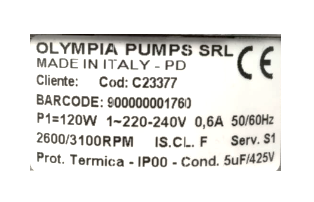 OLYMPIA PUMPS SRL
MADE IN ITALY - PD CE
Cliente: Cod: C23377
BARCODE: 900000001760
P1=120W 1~220-240V 0,6A 50/60Hz
2600/3100RPM IS.CL. F Serv. S1
Prot. Termica - IP00 - Cond. 5uF/425V